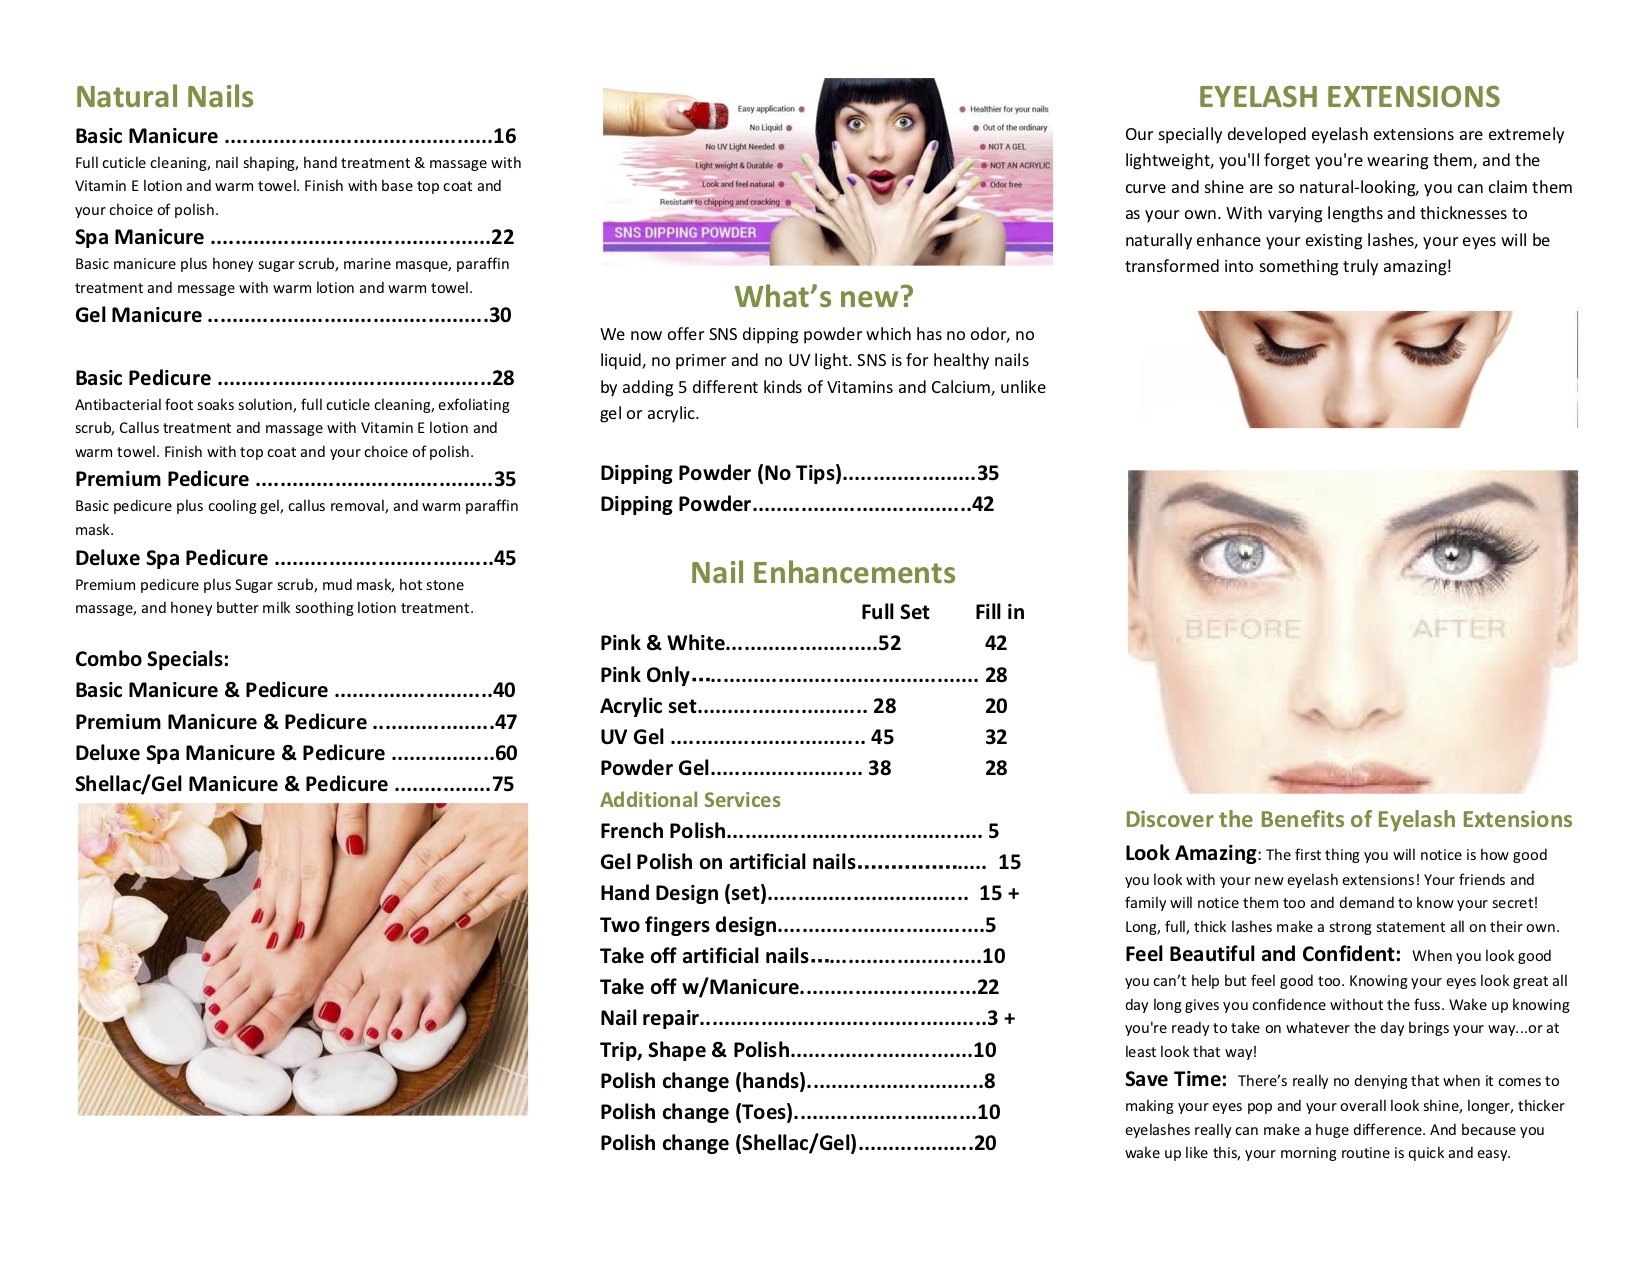 Natural Nails
Basic Manicure ............................................16
Full cuticle cleaning, nail shaping, hand treatment & massage with
Vitamin E lotion and warm towel. Finish with base top coat and
your choice of polish.
Spa Manicure ..............................................22
Basic manicure plus honey sugar scrub, marine masque, paraffin
treatment and message with warm lotion and warm towel.
Gel Manicure ..............................................30
Basic Pedicure .............................................28
Antibacterial foot soaks solution, full cuticle cleaning, exfoliating
scrub, Callus treatment and massage with Vitamin E lotion and
warm towel. Finish with top coat and your choice of polish.
Premium Pedicure .......................................35
Basic pedicure plus cooling gel, callus removal, and warm paraffin
mask.
Deluxe Spa Pedicure ....................................45
Premium pedicure plus Sugar scrub, mud mask, hot stone
massage, and honey butter milk soothing lotion treatment.
Combo Specials:
Basic Manicure & Pedicure ..........................40
Premium Manicure & Pedicure ....................47
Deluxe Spa Manicure & Pedicure .................60
Shellac/Gel Manicure & Pedicure ................75
Easy application
No Liquid
No UV Light Needed
Light weight & Durable
Look and feel natural
Resistant to chipping and cracking
Healthier for your nails
Out of the ordinary
NOT A GEL
NOT AN ACRYLIC
Odor free
SNS DIPPING POWDER
What’s new?
We now offer SNS dipping powder which has no odor, no
liquid, no primer and no UV light. SNS is for healthy nails
by adding 5 different kinds of Vitamins and Calcium, unlike
gel or acrylic.
Dipping Powder (No Tips)......................35
Dipping Powder....................................42
Nail Enhancements
Full Set Fill in
Pink & White.........................52 42
Pink Only............................................... 28
Acrylic set............................ 28 20
UV Gel ................................ 45 32
Powder Gel......................... 38 28
Additional Services
French Polish.......................................... 5
Gel Polish on artificial nails...................... 15
Hand Design (set)................................. 15 +
Two fingers design..................................5
Take off artificial nails............................10
Take off w/Manicure.............................22
Nail repair...............................................3 +
Trip, Shape & Polish..............................10
Polish change (hands).............................8
Polish change (Toes)..............................10
Polish change (Shellac/Gel)...................20
EYELASH EXTENSIONS
Our specially developed eyelash extensions are extremely
lightweight, you'll forget you're wearing them, and the
curve and shine are so natural-looking, you can claim them
as your own. With varying lengths and thicknesses to
naturally enhance your existing lashes, your eyes will be
transformed into something truly amazing!
BEFORE AFTER
Discover the Benefits of Eyelash Extensions
Look Amazing: The first thing you will notice is how good
you look with your new eyelash extensions! Your friends and
family will notice them too and demand to know your secret!
Long, full, thick lashes make a strong statement all on their own.
Feel Beautiful and Confident: When you look good
you can’t help but feel good too. Knowing your eyes look great all
day long gives you confidence without the fuss. Wake up knowing
you're ready to take on whatever the day brings your way...or at
least look that way!
Save Time: There’s really no denying that when it comes to
making your eyes pop and your overall look shine, longer, thicker
eyelashes really can make a huge difference. And because you
wake up like this, your morning routine is quick and easy.